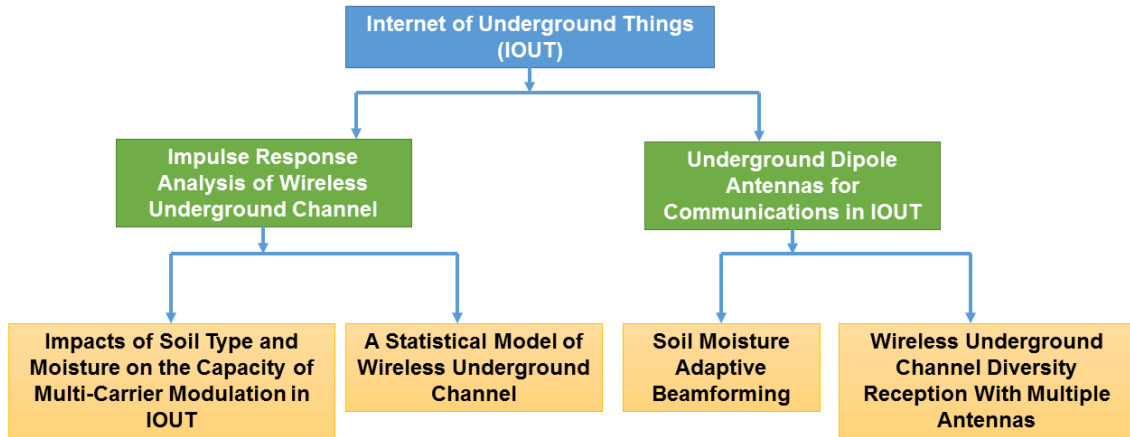 Internet of Underground Things
(IOUT)
Impulse Response
Analysis of Wireless
Underground Channel
Underground Dipole
Antennas for
Communications in IOUT
Impacts of Soil Type and
Moisture on the Capacity of
Multi-Carrier Modulation in
IOUT
A Statistical Model of
Wireless Underground
Channel
Soil Moisture
Adaptive
Beamforming
Wireless Underground
Channel Diversity
Reception With Multiple
Antennas